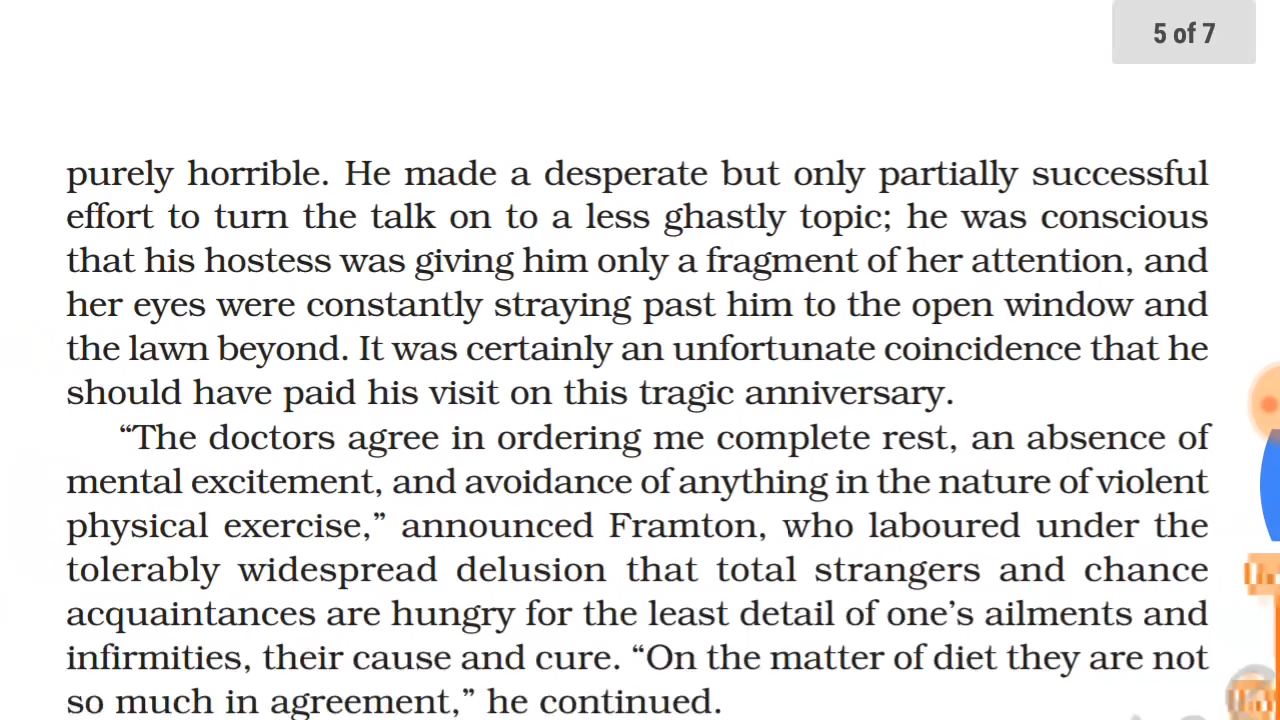 5 of 7
purely horrible. He made a desperate but only partially successful
effort to turn the talk on to a less ghastly topic; he was conscious
that his hostess was giving him only a fragment of her attention, and
her eyes were constantly straying past him to the open window and
the lawn beyond. It was certainly an unfortunate coincidence that he
should have paid his visit on this tragic anniversary.
“The doctors agree in ordering me complete rest, an absence of
mental excitement, and avoidance of anything in the nature of violent
physical exercise,” announced Framton, who laboured under the
tolerably widespread delusion that total strangers and chance
acquaintances are hungry for the least detail of one’s ailments and
infirmities, their cause and cure. “On the matter of diet they are not
so much in agreement,” he continued.